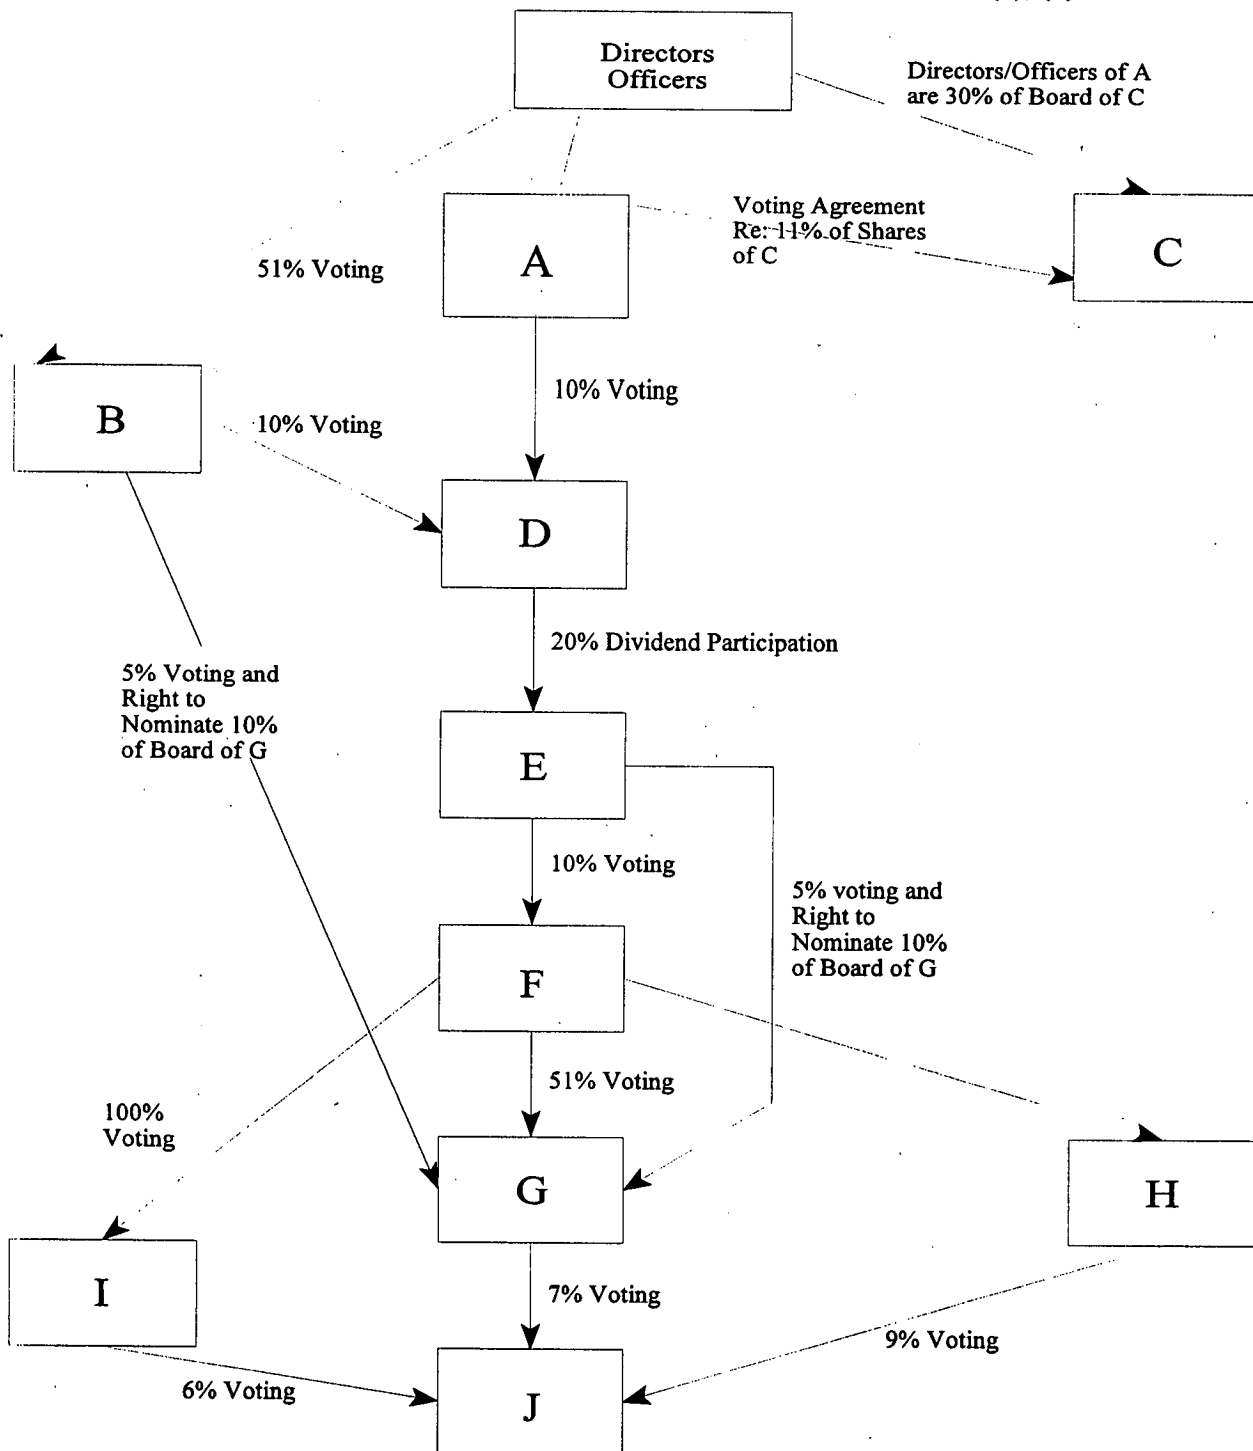 Directors
Officers
Directors/Officers of A
are 30% of Board of C
A
Voting Agreement
Re: 11% of Shares
of C
C
51% Voting
B
10% Voting
10% Voting
D
20% Dividend Participation
5% Voting and
Right to
Nominate 10%
of Board of G
E
10% Voting
5% voting and
Right to
Nominate 10%
of Board of G
F
51% Voting
100%
Voting
G
H
I
7% Voting
9% Voting
6% Voting
J